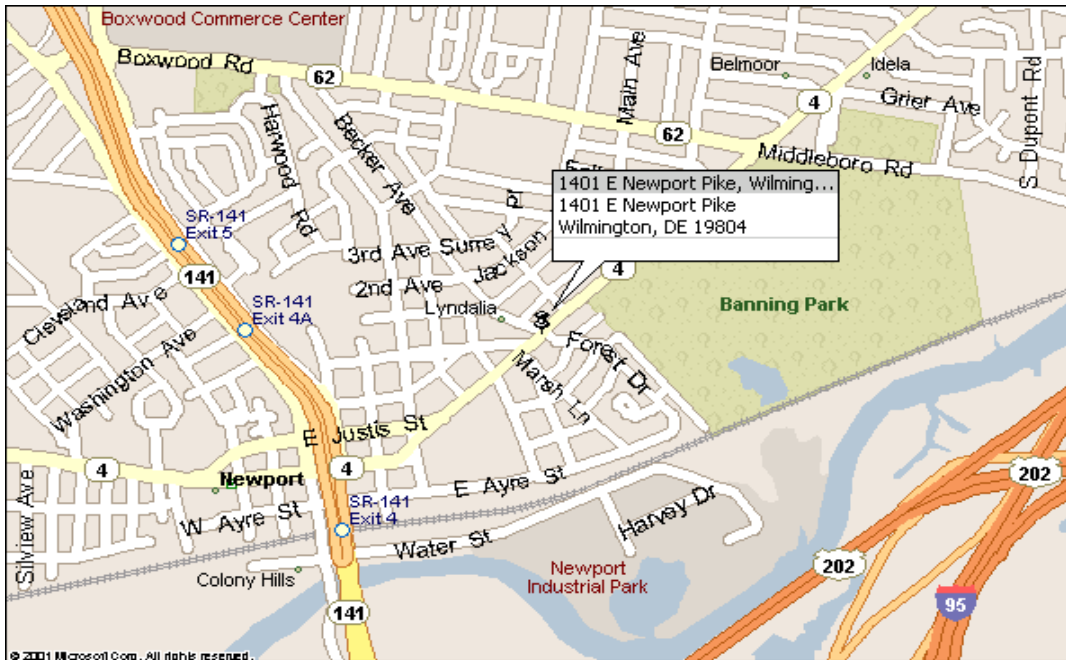 Boxwood Commerce Center
Boxwood Rd
62
Belmoor
Idela
Main Ave
4
Grier Ave
S Dupont Rd
Harwood Rd
Becker Ave
62
Middleboro Rd
1401 E Newport Pike, Wilming...
1401 E Newport Pike
Wilmington, DE 19804
SR-141
Exit 5
3rd Ave
Surrey Pl
141
2nd Ave
Jackson
4
nd Ave
SR-141
Exit 4A
Lyndalia
Banning Park
Washington Ave
Forest Dr
Marsh Ln
E Justis St
4
4
Newport
202
SR-141
Exit 4
E Ayre St
W Ayre St
Harvey Dr
Silview Ave
Water St
Colony Hills
Newport
Industrial Park
202
95
141
© 2001 Microsoft Corp. All rights reserved.